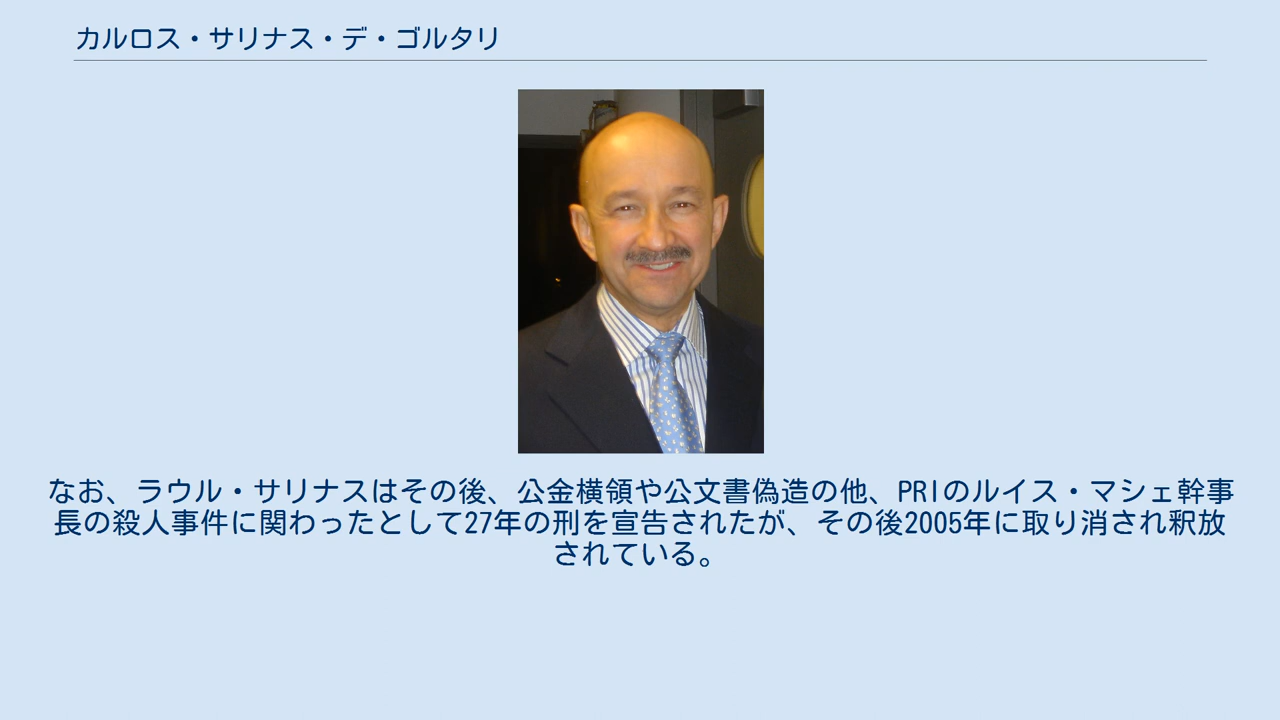 カルロス・サリナス・デ・ゴルタリ
なお、ラウル・サリナスはその後、公金横領や公文書偽造の他、PRIのルイス・マシェ幹事
長の殺人事件に関わったとして27年の刑を宣告されたが、その後2005年に取り消され釈放
されている。